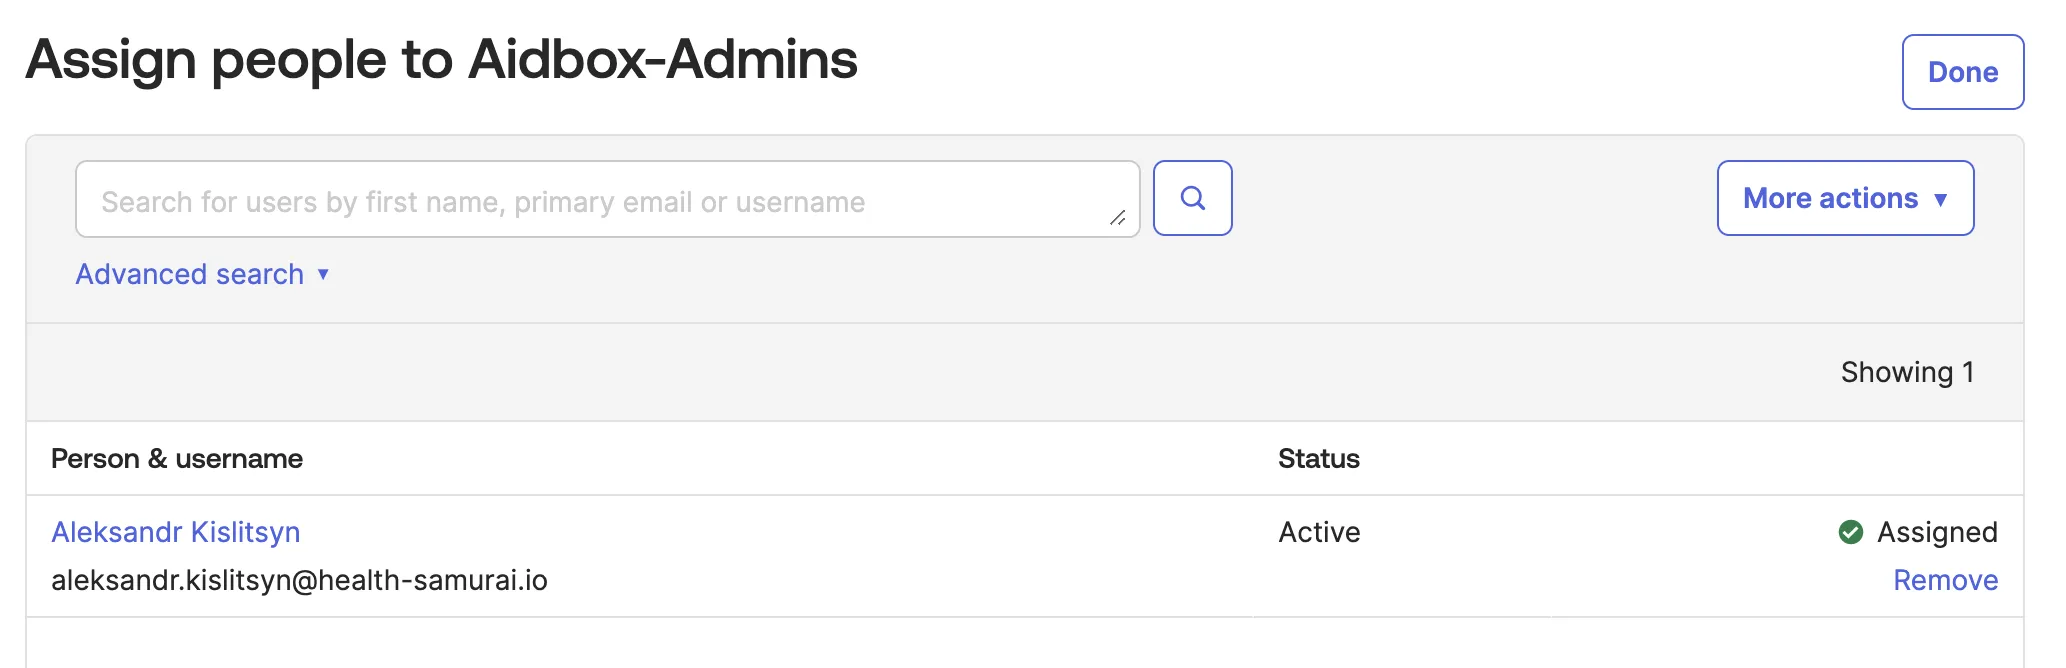 Assign people to Aidbox-Admins
Done
Search for users by first name, primary email or username
More actions ▼
Advanced search ▼
Showing 1
Person & username
Status
Aleksandr Kislitsyn
Active
Assigned
aleksandr.kislitsyn@health-samurai.io
Remove